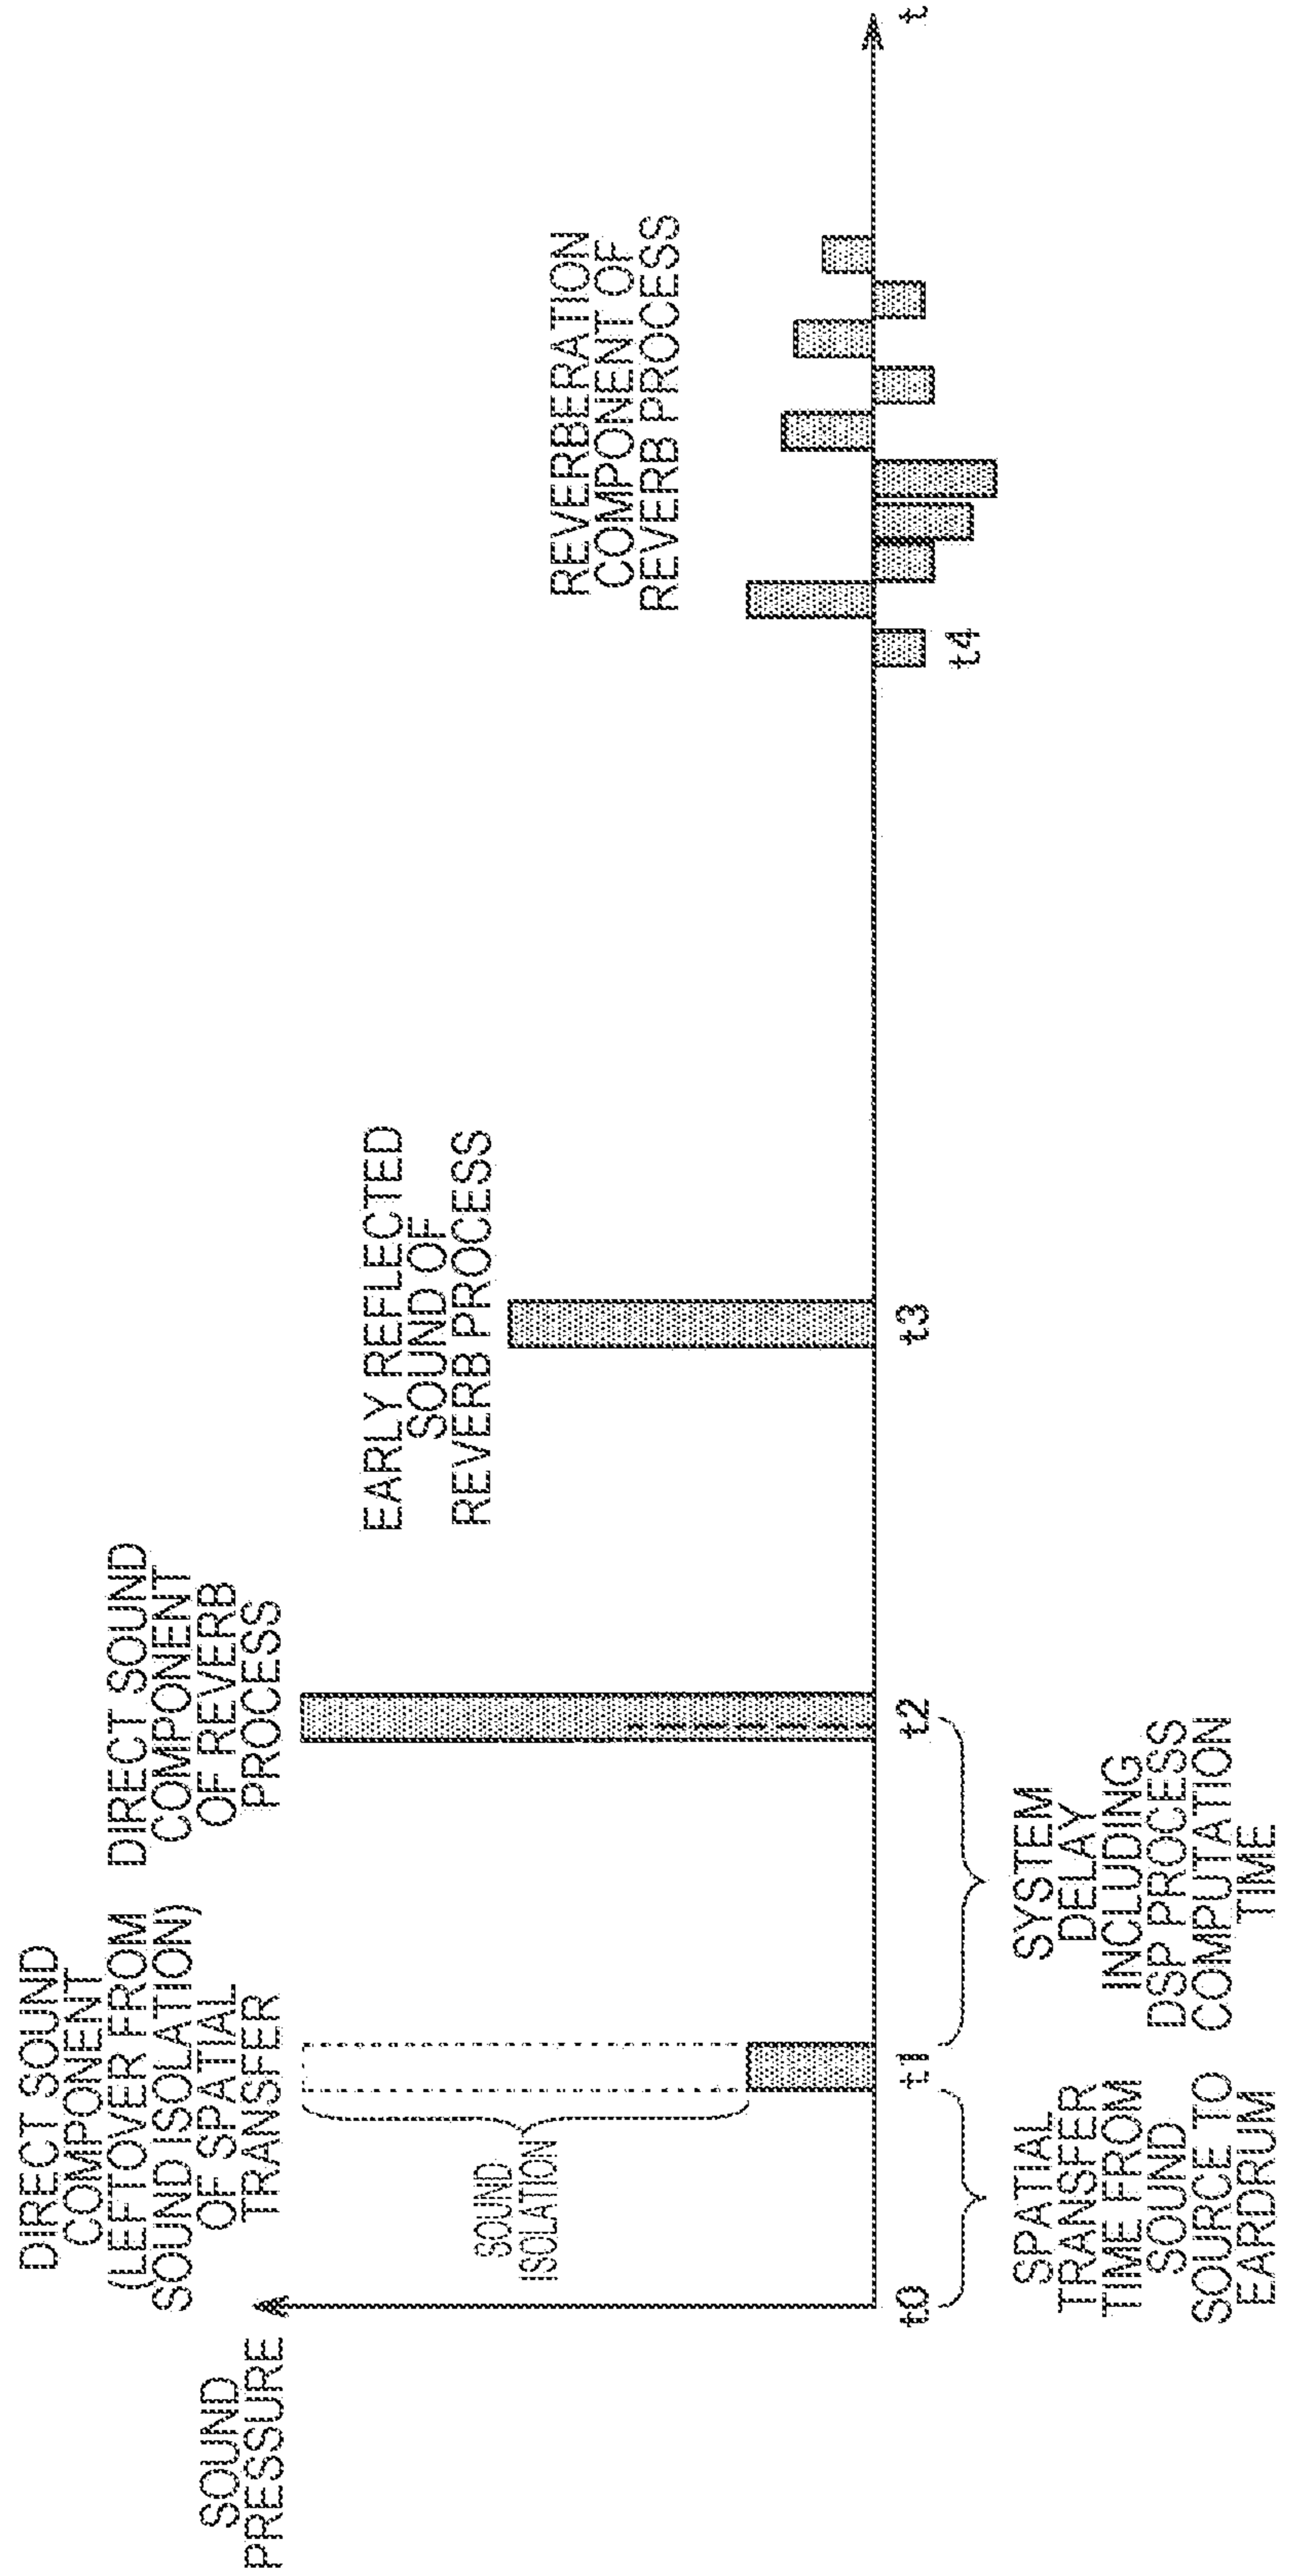 SOUND
PRESSURE
DIRECT SOUND
COMPONENT
(LEFTOVER FROM
SOUND ISOLATION)
OF SPATIAL
TRANSFER
DIRECT SOUND
COMPONENT
OF REVERB
PROCESS
EARLY REFLECTED
SOUND OF
REVERB PROCESS
REVERBERATION
COMPONENT OF
REVERB PROCESS
SOUND
ISOLATION
t0
t1
t2
t3
t4
t
SPATIAL
TRANSFER
TIME FROM
SOUND
SOURCE TO
EARDRUM
SYSTEM
DELAY
INCLUDING
DSP PROCESS
COMPUTATION
TIME